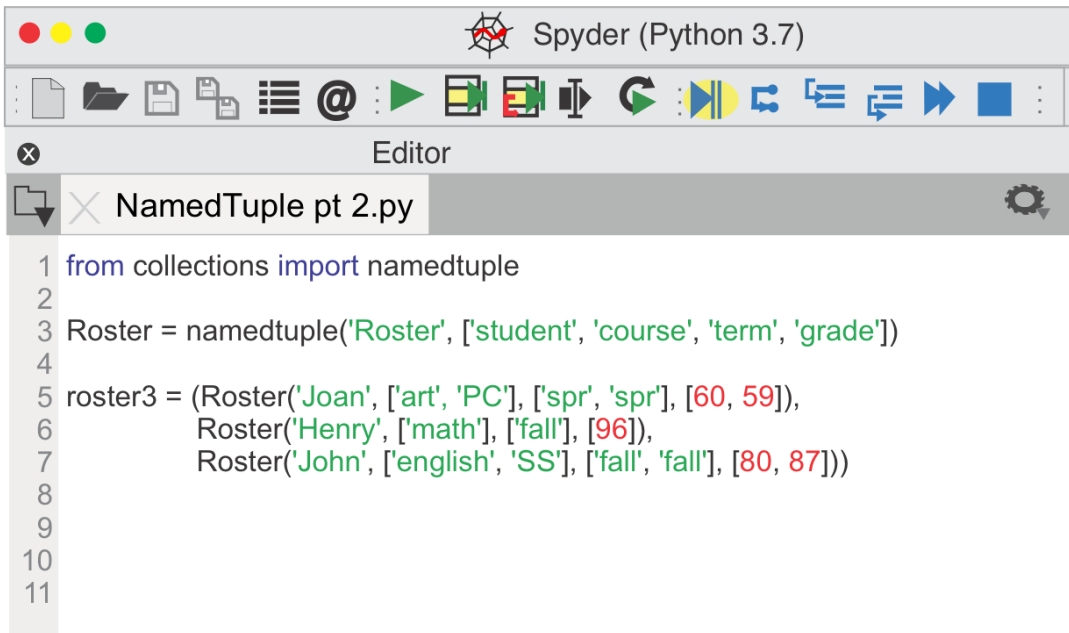 Spyder (Python 3.7)
@
X
Editor
NamedTuple pt 2.py
1 from collections import namedtuple
2
3 Roster = namedtuple('Roster', ['student', 'course', 'term', 'grade'])
4
5 roster3 = (Roster('Joan', ['art', 'PC'], ['spr', 'spr'], [60, 59]),
6 Roster('Henry', ['math'], ['fall'], [96]),
7 Roster('John', ['english', 'SS'], ['fall', 'fall'], [80, 87]))
8
9
10
11